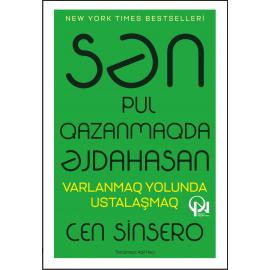 NEW YORK TIMES BESTSELLERİ
SƏN
PUL
QAZANMAQDA
ƏJDAHASAN
VARLANMAQ YOLUNDA
USTALAŞMAQ
CEN SİNSERO